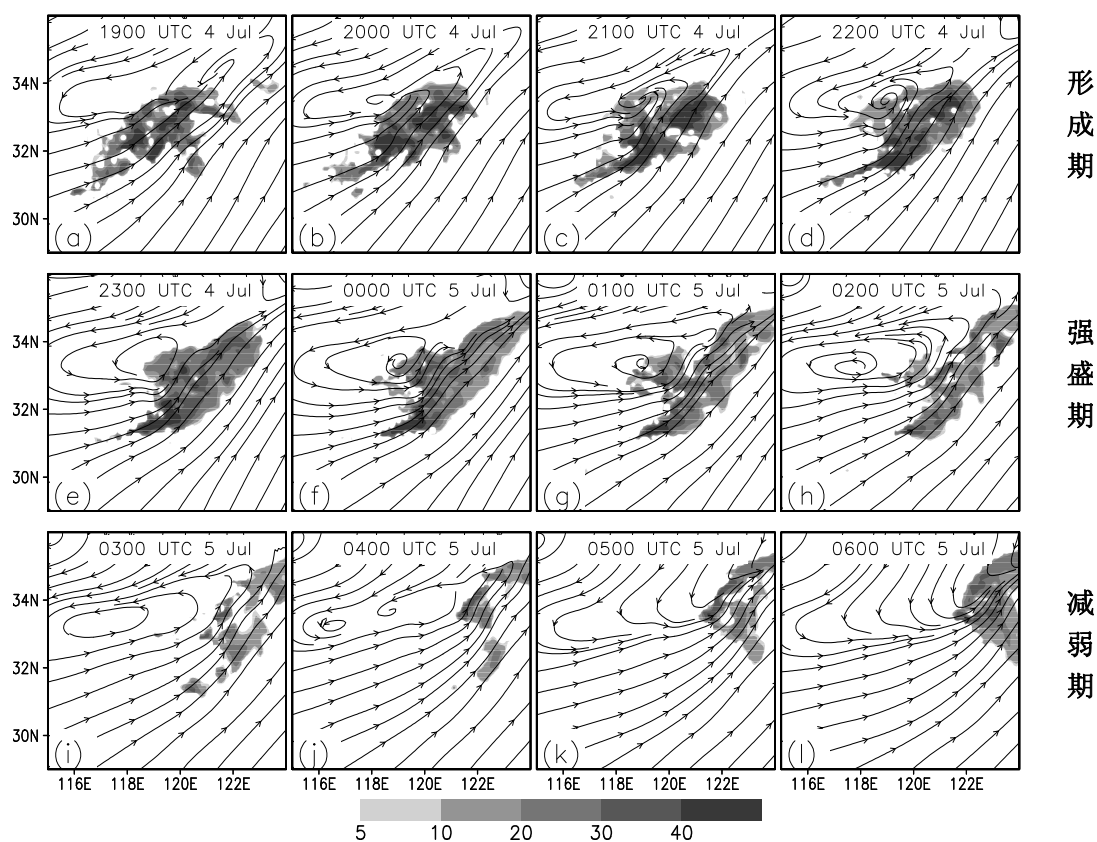 1900 UTC 4 Jul
2000 UTC 4 Jul
2100 UTC 4 Jul
2200 UTC 4 Jul
34N
32N
30N
(a)
(b)
(c)
(d)
形成期
2300 UTC 4 Jul
0000 UTC 5 Jul
0100 UTC 5 Jul
0200 UTC 5 Jul
34N
32N
30N
(e)
(f)
(g)
(h)
强盛期
0300 UTC 5 Jul
0400 UTC 5 Jul
0500 UTC 5 Jul
0600 UTC 5 Jul
34N
32N
30N
(i)
(j)
(k)
(l)
减弱期
116E 118E 120E 122E
116E 118E 120E 122E
116E 118E 120E 122E
116E 118E 120E 122E
5 10 20 30 40